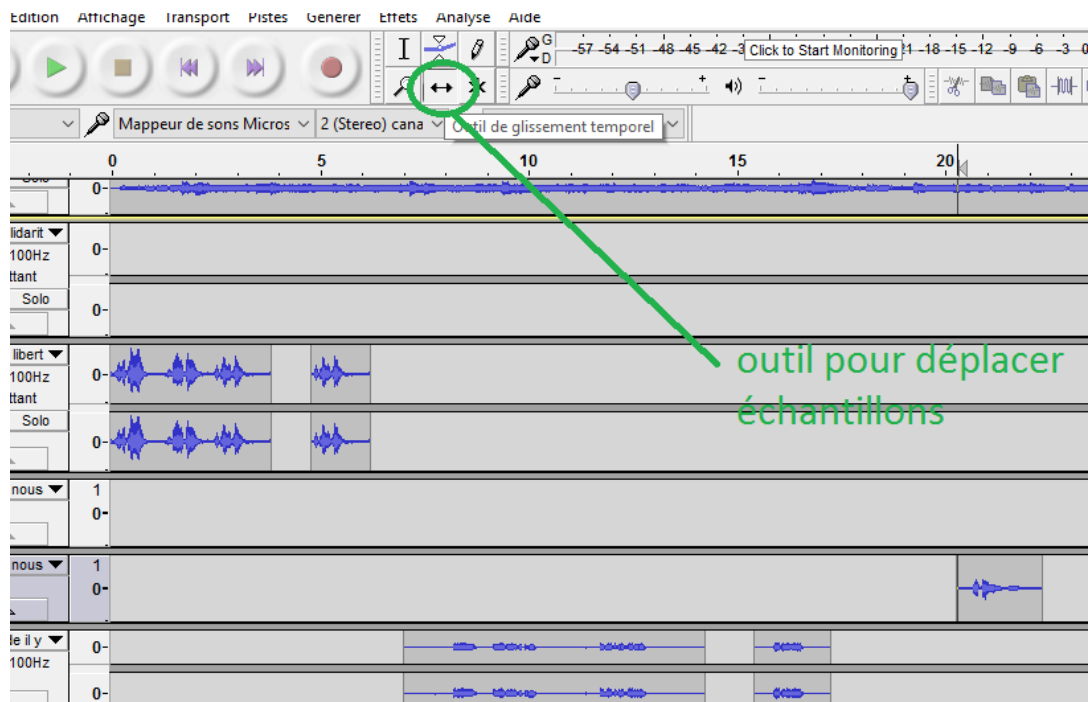 Edition Affichage Transport Pistes Générer Effets Analyse Aide
G
D
-57 -54 -51 -48 -45 -42 -3 Click to Start Monitoring 21 -18 -15 -12 -9 -6 -3 0
- + - +
Mappeur de sons Micros 2 (Stereo) cana
Outil de glissement temporel
0 5 10 15 20
Solo
0-
lidarit
100Hz
ttant
0-
Solo
0-
libert
100Hz
ttant
0-
Solo
0-
outil pour déplacer
échantillons
nous 1
0-
nous 1
0-
de il y
100Hz
0-
0-